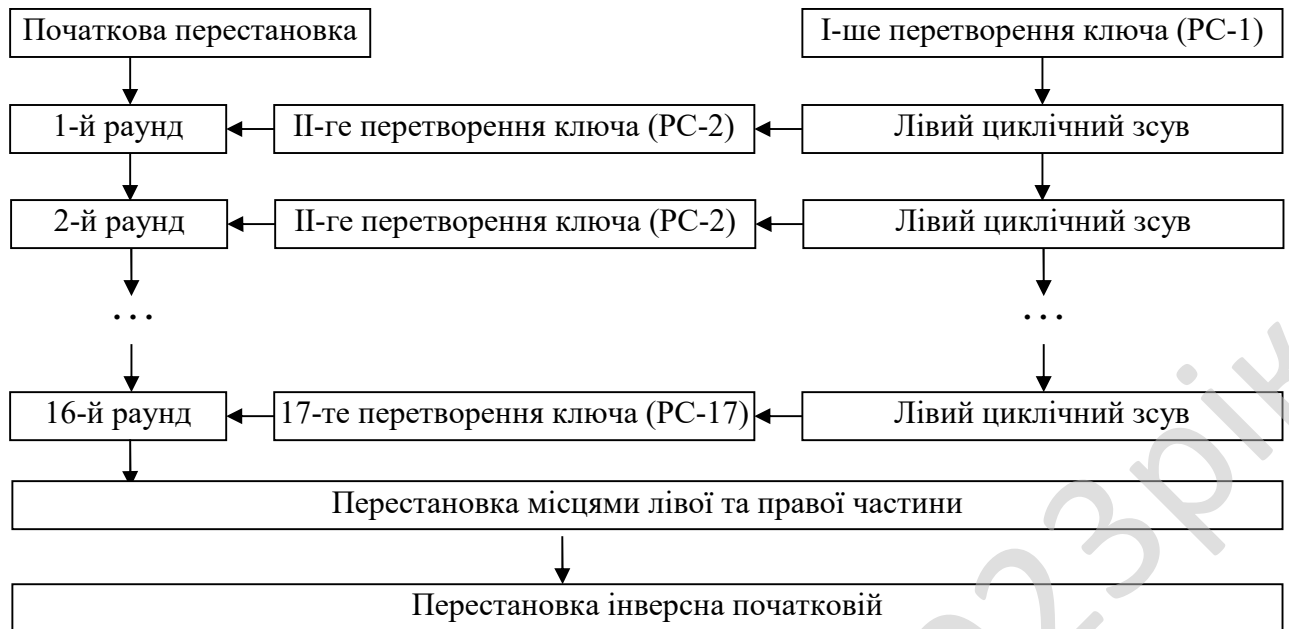 Початкова перестановка
I-ше перетворення ключа (PC-1)
1-й раунд
II-ге перетворення ключа (PC-2)
Лівий циклічний зсув
2-й раунд
II-ге перетворення ключа (PC-2)
Лівий циклічний зсув
...
...
16-й раунд
17-те перетворення ключа (PC-17)
Лівий циклічний зсув
Перестановка місцями лівої та правої частини
Перестановка інверсна початковій
23рік